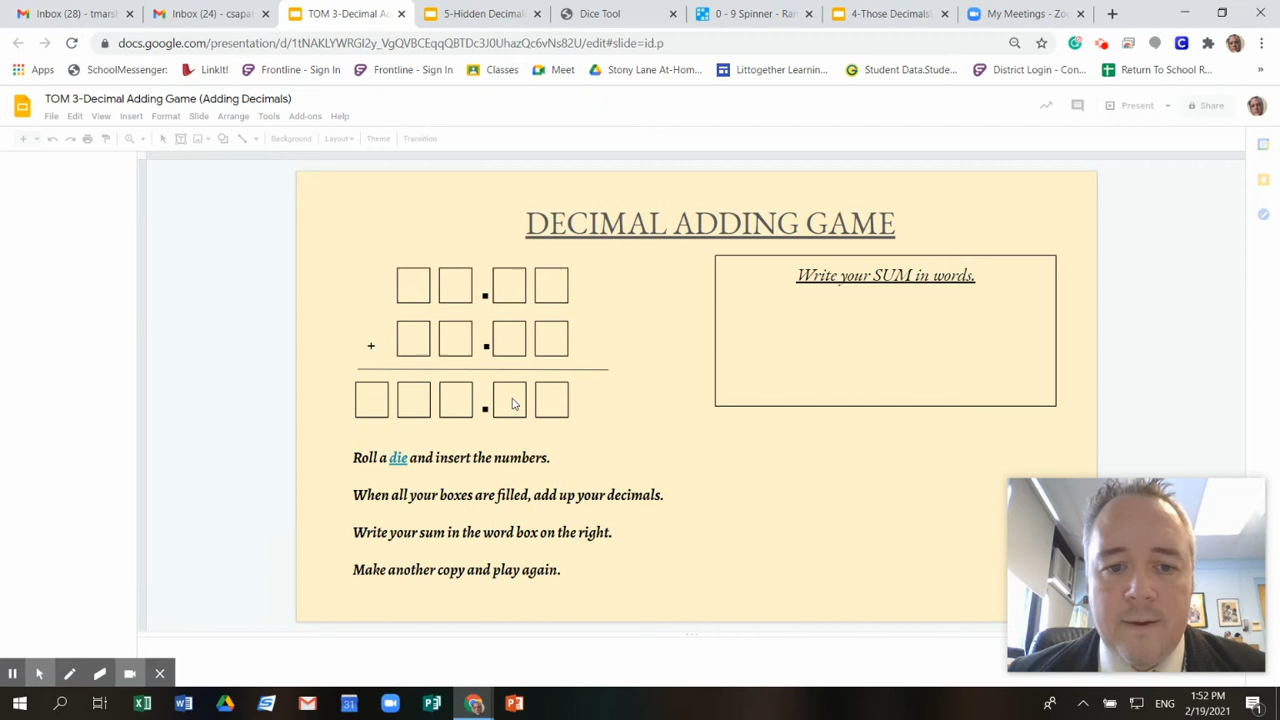 Inbox (28) - tmarsh
Inbox (24) - csapat
TOM 3-Decimal A
5-Hidden Decimals
Dice Tool
0 - 9 Spinner - Ran
4-Those Decimals!
My Meetings - Zo
docs.google.com/presentation/d/1tNAKLYWRGl2v_VgQVBCEqqQBTDc3J0UhazQc6vNs82U/edit#slide=id.p
Apps
SchoolMessenger:
LinkIt!
Frontline - Sign In
Frontline - Sign In
Classes
Meet
Stony Lane At-Hom...
Littogether Learnin...
Student Data.Stude...
District Login - Con...
Return To School R...
TOM 3-Decimal Adding Game (Adding Decimals)
File Edit View Insert Format Slide Arrange Tools Add-ons Help
Present
Share
Background Layout Theme Transition
DECIMAL ADDING GAME
Write your SUM in words.
+
Roll a die and insert the numbers.
When all your boxes are filled, add up your decimals.
Write your sum in the word box on the right.
Make another copy and play again.
ENG
1:52 PM
2/19/2021